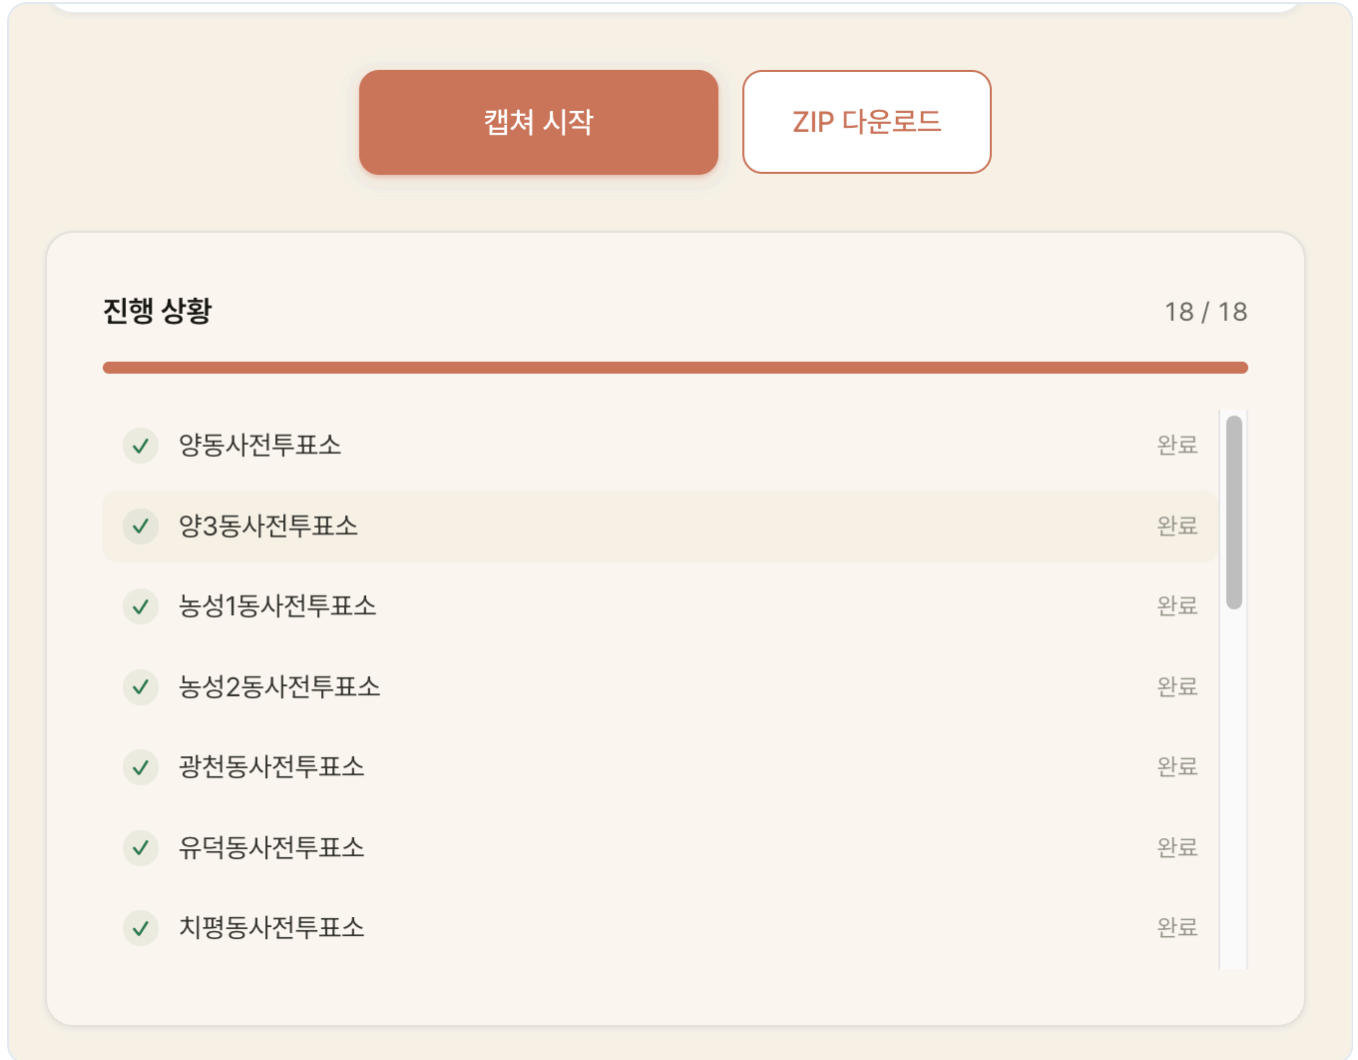 캡쳐 시작
ZIP 다운로드
진행 상황
18 / 18
양동사전투표소 완료
양3동사전투표소 완료
농성1동사전투표소 완료
농성2동사전투표소 완료
광천동사전투표소 완료
유덕동사전투표소 완료
치평동사전투표소 완료